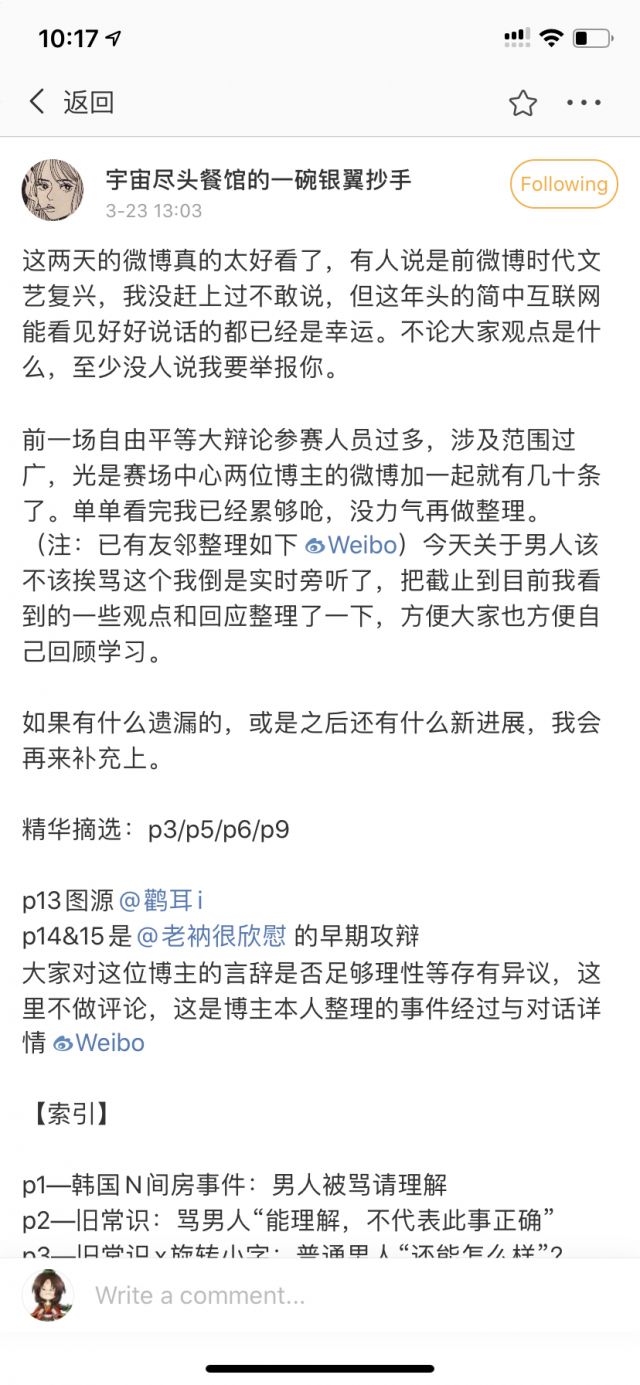 10:17
返回
宇宙尽头餐馆的一碗银翼抄手
3-23 13:03
Following
这两天的微博真的太好看了，有人说是前微博时代文
艺复兴，我没赶上过不敢说，但这年头的简中互联网
能看见好好说话的都已经是幸运。不论大家观点是什
么，至少没人说我要举报你。
前一场自由平等大辩论参赛人员过多，涉及范围过
广，光是赛场中心两位博主的微博加一起就有几十条
了。单单看完我已经累够呛，没力气再做整理。
（注：已有友邻整理如下 Weibo）今天关于男人该
不该挨骂这个我倒是实时旁听了，把截止到目前我看
到的一些观点和回应整理了一下，方便大家也方便自
己回顾学习。
如果有什么遗漏的，或是之后还有什么新进展，我会
再来补充上。
精华摘选：p3/p5/p6/p9
p13图源@鹳耳i
p14&15是@老衲很欣慰 的早期攻辩
大家对这位博主的言辞是否足够理性等存有异议，这
里不做评论，这是博主本人整理的事件经过与对话详
情 Weibo
【索引】
p1—韩国N间房事件：男人被骂请理解
p2—旧常识：骂男人“能理解，不代表此事正确”
p3—旧常识x旋转小字：普通男人“还能怎么样”?
Write a comment...